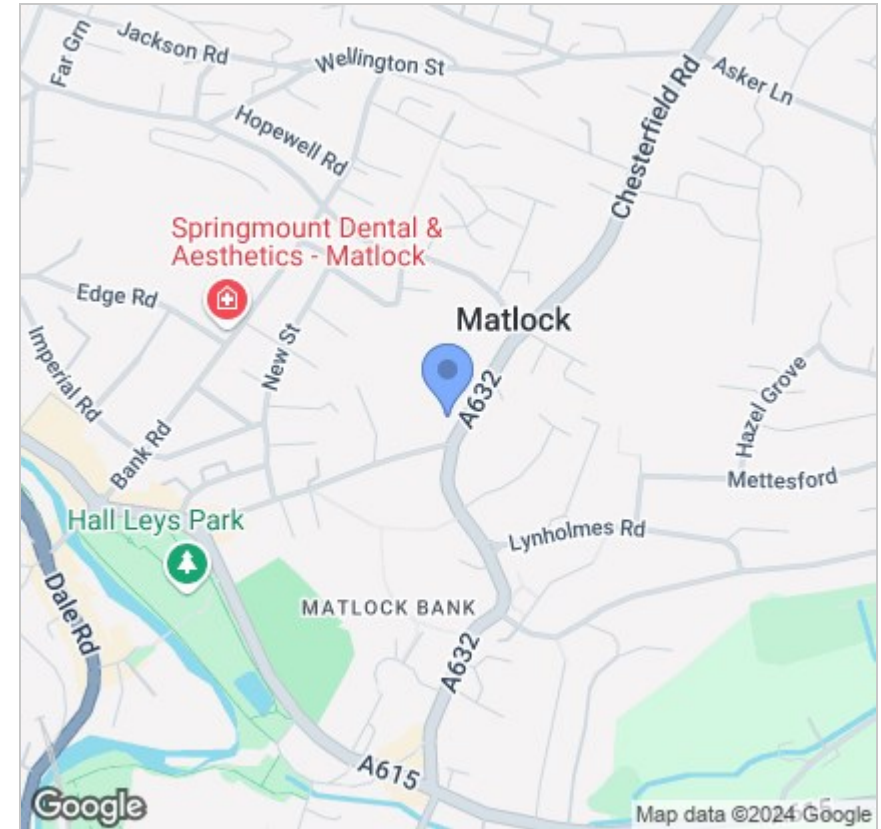 Far Grn
Jackson Rd
Wellington St
Chesterfield Rd
Asker Ln
Hopewell Rd
Springmount Dental &
Aesthetics - Matlock
Edge Rd
Matlock
Imperial Rd
New St
A632
Hazel Grove
Bank Rd
Mettesford
Hall Leys Park
Lynholmes Rd
Dale Rd
MATLOCK BANK
A632
A615
A615
Google
Map data ©2024 Google